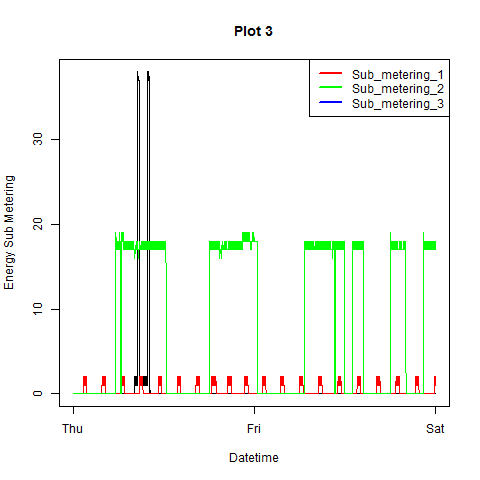 Plot 3
Sub_metering_1
Sub_metering_2
Sub_metering_3
Energy Sub Metering
30
20
10
0
Thu Fri Sat
Datetime